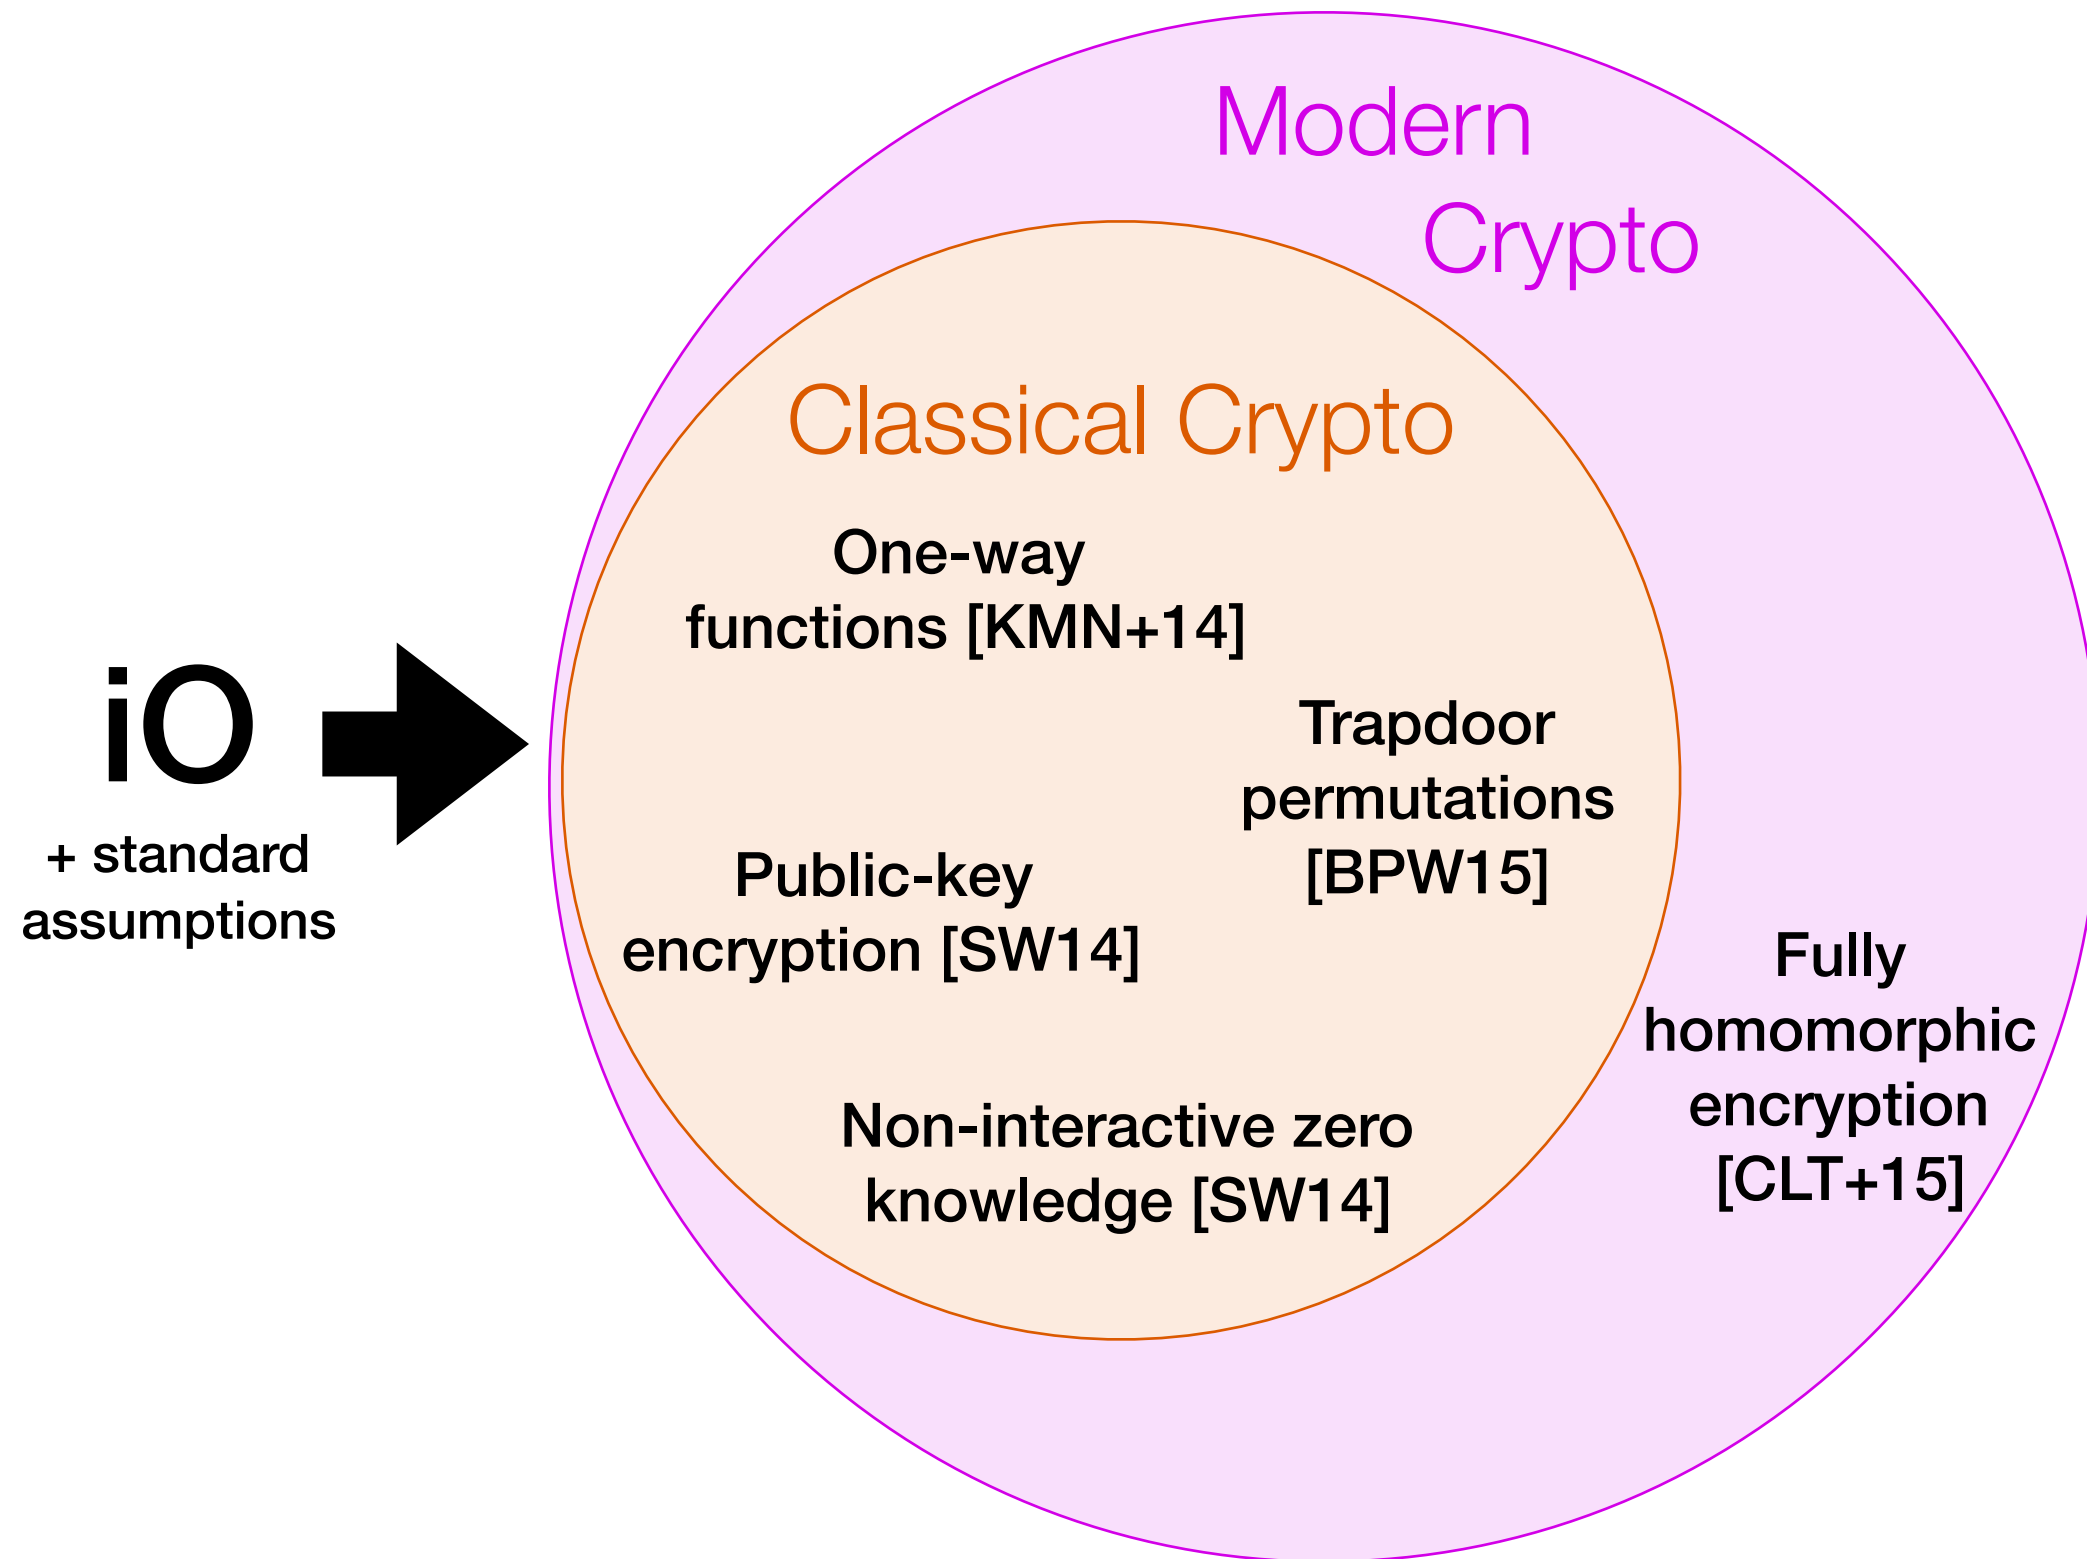 Modern
Crypto
Classical Crypto
One-way
functions [KMN+14]
iO
+ standard
assumptions
Trapdoor
permutations
[BPW15]
Public-key
encryption [SW14]
Fully
homomorphic
encryption
[CLT+15]
Non-interactive zero
knowledge [SW14]